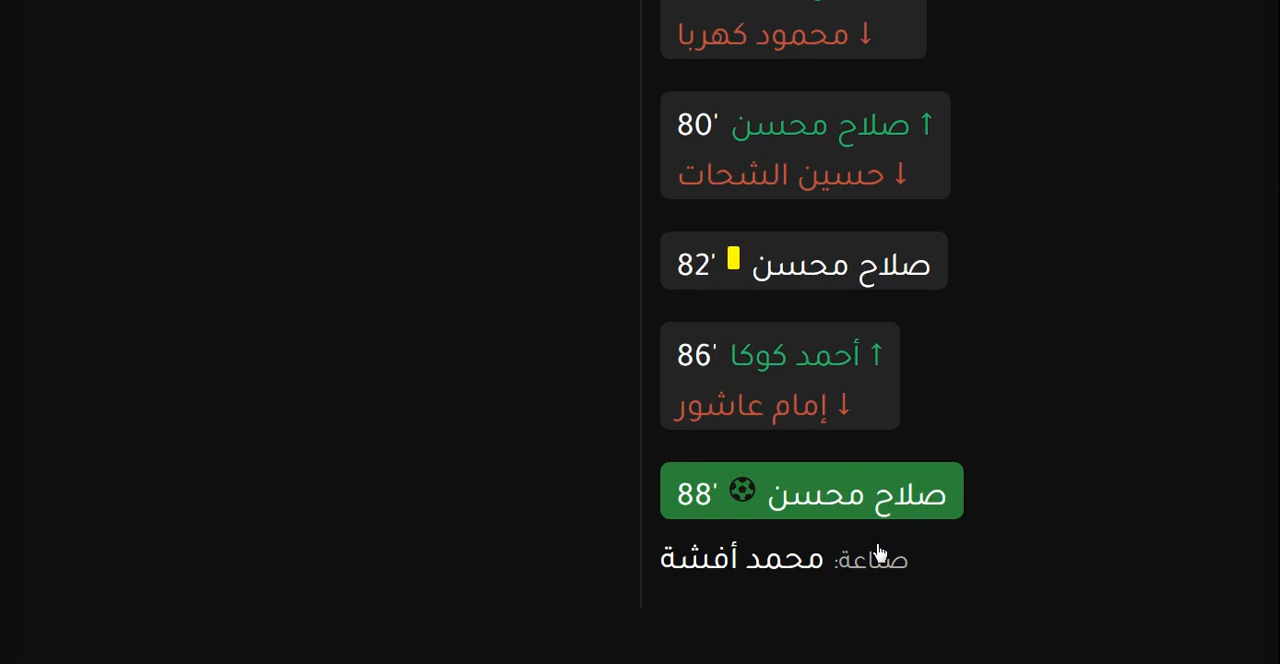 ↓ محمود كهربا
↑ صلاح محسن 80'
↓ حسين الشحات
صلاح محسن 82'
↑ أحمد كوكا 86'
↓ إمام عاشور
صلاح محسن 88'
صناعة: محمد أفشة